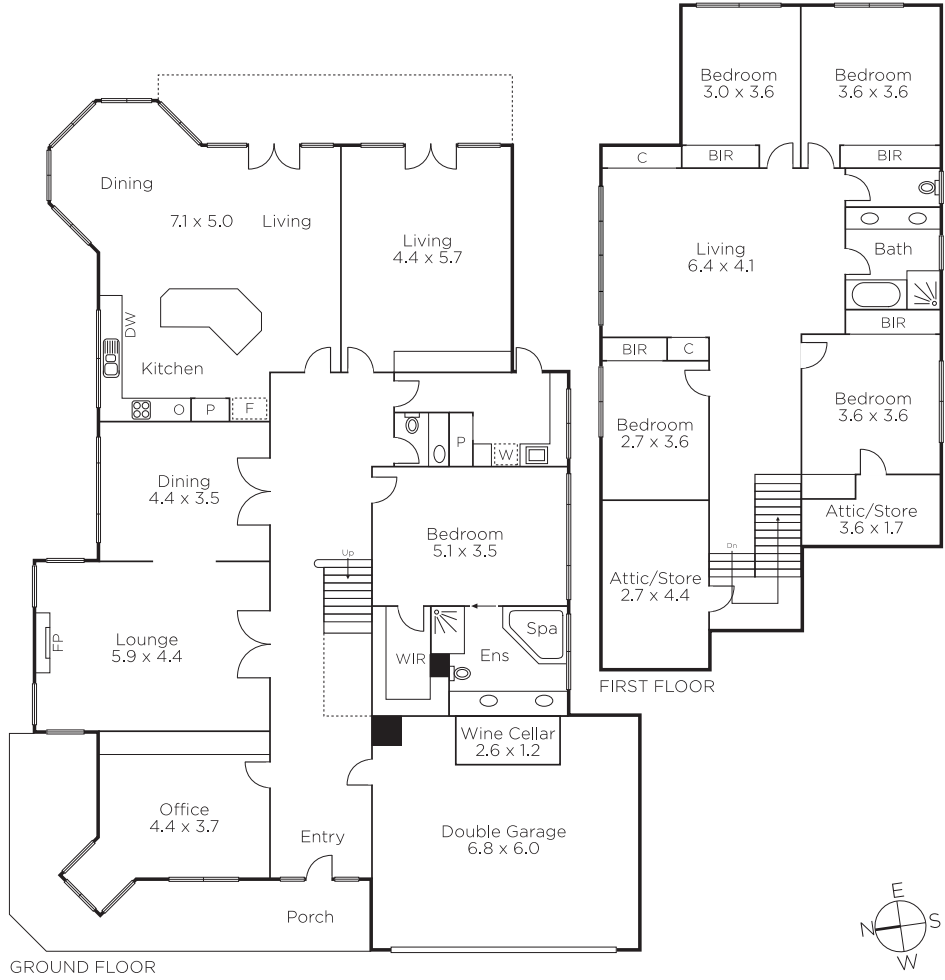 Dining
7.1 x 5.0
Living
Living
4.4 x 5.7
DW
Kitchen
O
P
F
Dining
4.4 x 3.5
P
W
Bedroom
5.1 x 3.5
Up
Lounge
5.9 x 4.4
FP
WIR
Ens
Spa
Wine Cellar
2.6 x 1.2
Office
4.4 x 3.7
Entry
Double Garage
6.8 x 6.0
Porch
GROUND FLOOR
Bedroom
3.0 x 3.6
Bedroom
3.6 x 3.6
C
BIR
BIR
Living
6.4 x 4.1
Bath
BIR
BIR
C
Bedroom
2.7 x 3.6
Bedroom
3.6 x 3.6
Attic/Store
3.6 x 1.7
Dn
Attic/Store
2.7 x 4.4
FIRST FLOOR
E
N
S
W